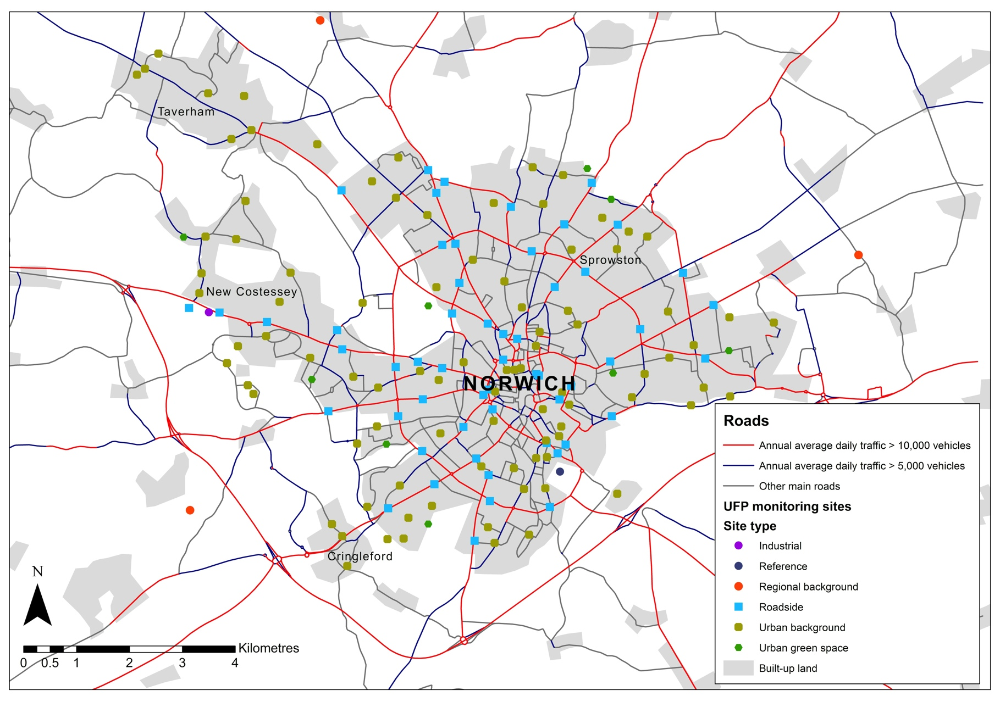 Taverham
Sprowston
New Costessey
NORWICH
Cringleford
N
Kilometres
0 0.5 1 2 3 4
Roads
Annual average daily traffic > 10,000 vehicles
Annual average daily traffic > 5,000 vehicles
Other main roads
UFP monitoring sites
Site type
Industrial
Reference
Regional background
Roadside
Urban background
Urban green space
Built-up land